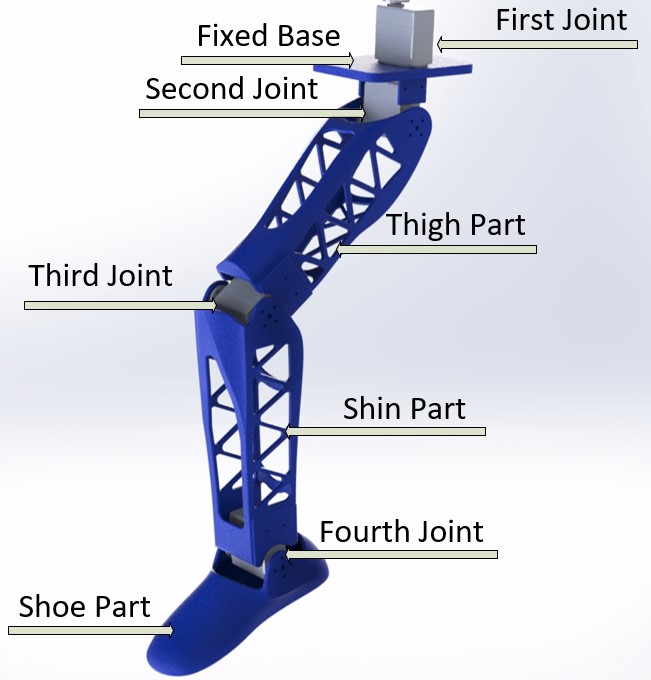 First Joint
Fixed Base
Second Joint
Thigh Part
Third Joint
Shin Part
Fourth Joint
Shoe Part